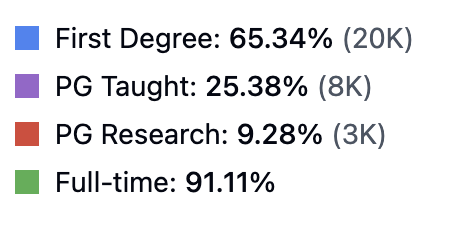 First Degree: 65.34% (20K)
PG Taught: 25.38% (8K)
PG Research: 9.28% (3K)
Full-time: 91.11%